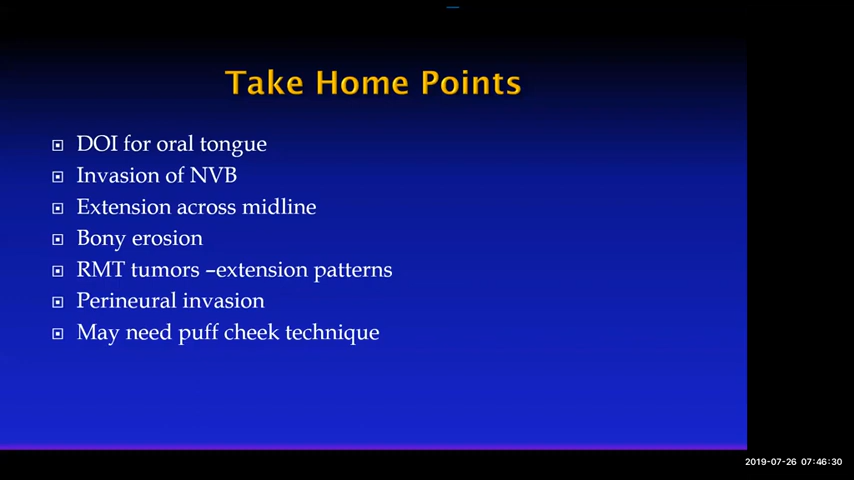 Take Home Points
DOI for oral tongue
Invasion of NVB
Extension across midline
Bony erosion
RMT tumors –extension patterns
Perineural invasion
May need puff cheek technique
2019-07-26 07:46:30